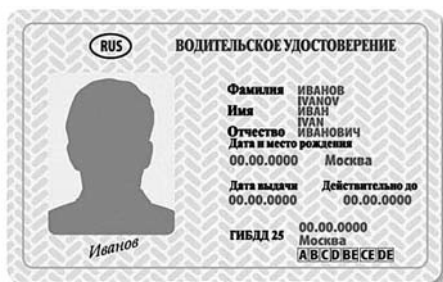 RUS
ВОДИТЕЛЬСКОЕ УДОСТОВЕРЕНИЕ
Фамилия ИВАНОВ
IVANOV
Имя ИВАН
IVAN
Отчество ИВАНОВИЧ
Дата и место рождения
00.00.0000 Москва
Дата выдачи Действительно до
00.00.0000 00.00.0000
ГИБДД 25 00.00.0000
Москва
A B C D BE CE DE
Иванов